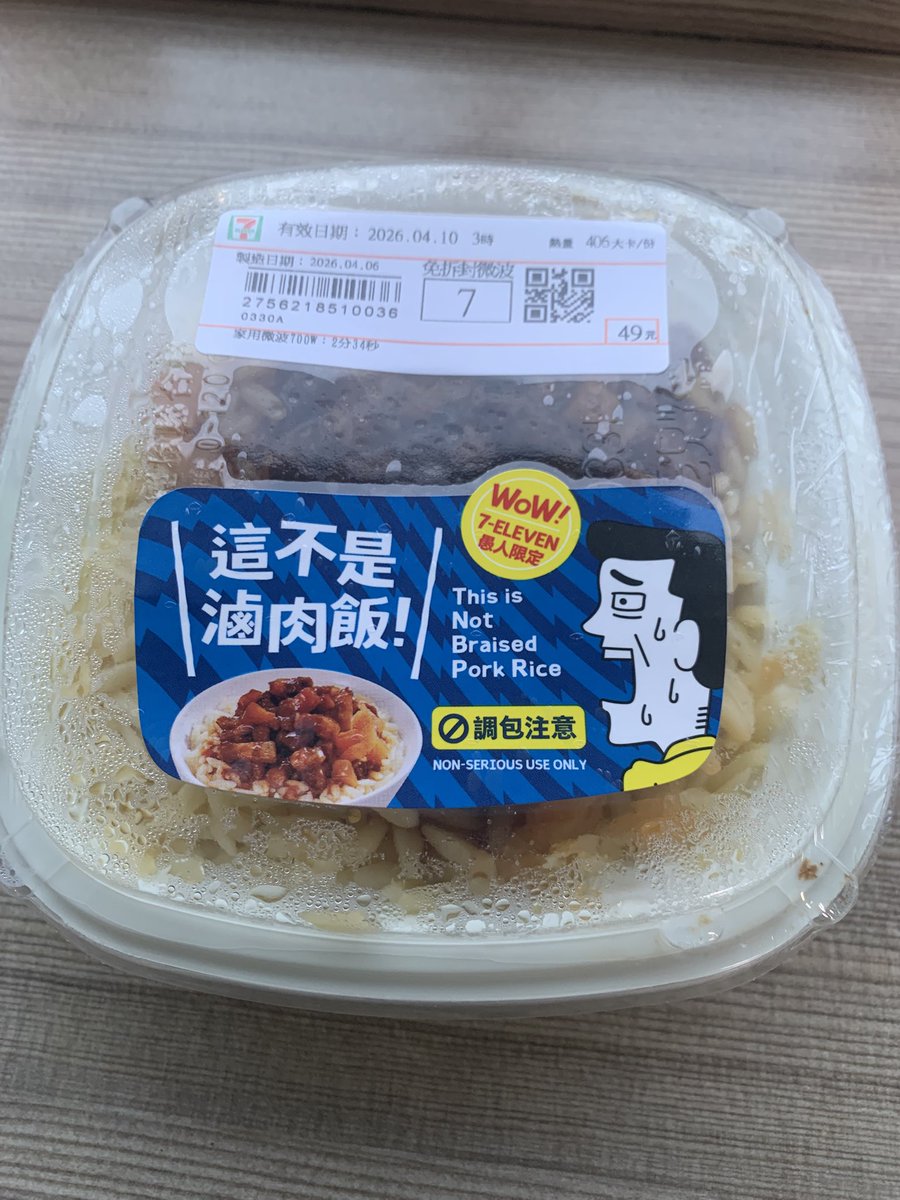 有效日期：2026.04.10 3時
熱量 406大卡/份
製造日期：2026.04.06
免拆封微波
7
2756218510036
0330A
49元
家用微波700W：2分34秒
WoW!
7-ELEVEN
愚人限定
這不是
滷肉飯!
This is
Not
Braised
Pork Rice
調包注意
NON-SERIOUS USE ONLY